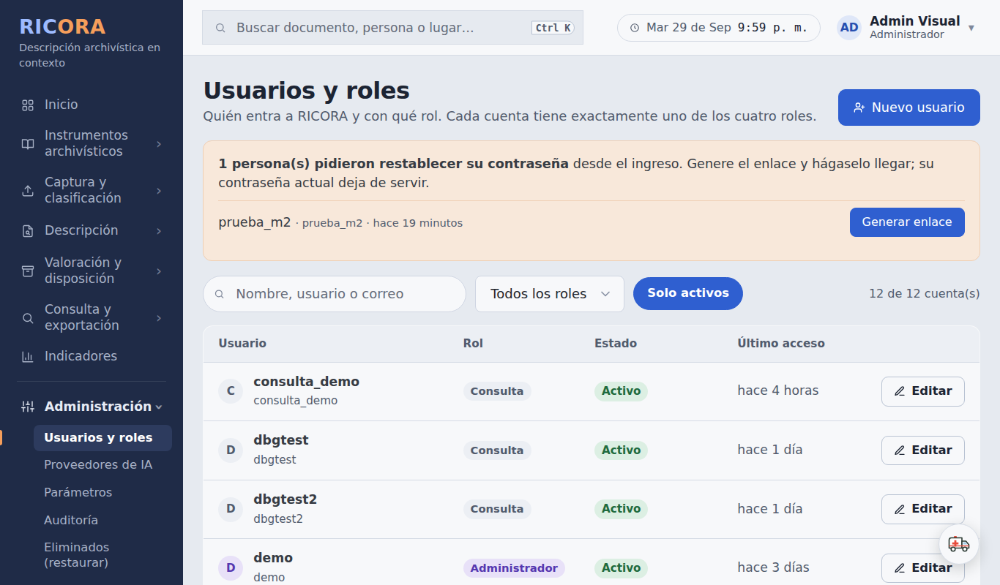 RICORA
Descripción archivística en
contexto
Inicio
Instrumentos
archivísticos
Captura y
clasificación
Descripción
Valoración y
disposición
Consulta y
exportación
Indicadores
Administración
Usuarios y roles
Proveedores de IA
Parámetros
Auditoría
Eliminados
(restaurar)
Buscar documento, persona o lugar…
Ctrl K
Mar 29 de Sep 9:59 p. m.
AD
Admin Visual
Administrador
Usuarios y roles
Quién entra a RICORA y con qué rol. Cada cuenta tiene exactamente uno de los cuatro roles.
Nuevo usuario
1 persona(s) pidieron restablecer su contraseña desde el ingreso. Genere el enlace y hágaselo llegar; su
contraseña actual deja de servir.
prueba_m2 · prueba_m2 · hace 19 minutos
Generar enlace
Nombre, usuario o correo
Todos los roles
Solo activos
12 de 12 cuenta(s)
Usuario Rol Estado Último acceso
C consulta_demo Consulta Activo hace 4 horas Editar
consulta_demo
D dbgtest Consulta Activo hace 1 día Editar
dbgtest
D dbgtest2 Consulta Activo hace 1 día Editar
dbgtest2
D demo Administrador Activo hace 3 días Editar
demo